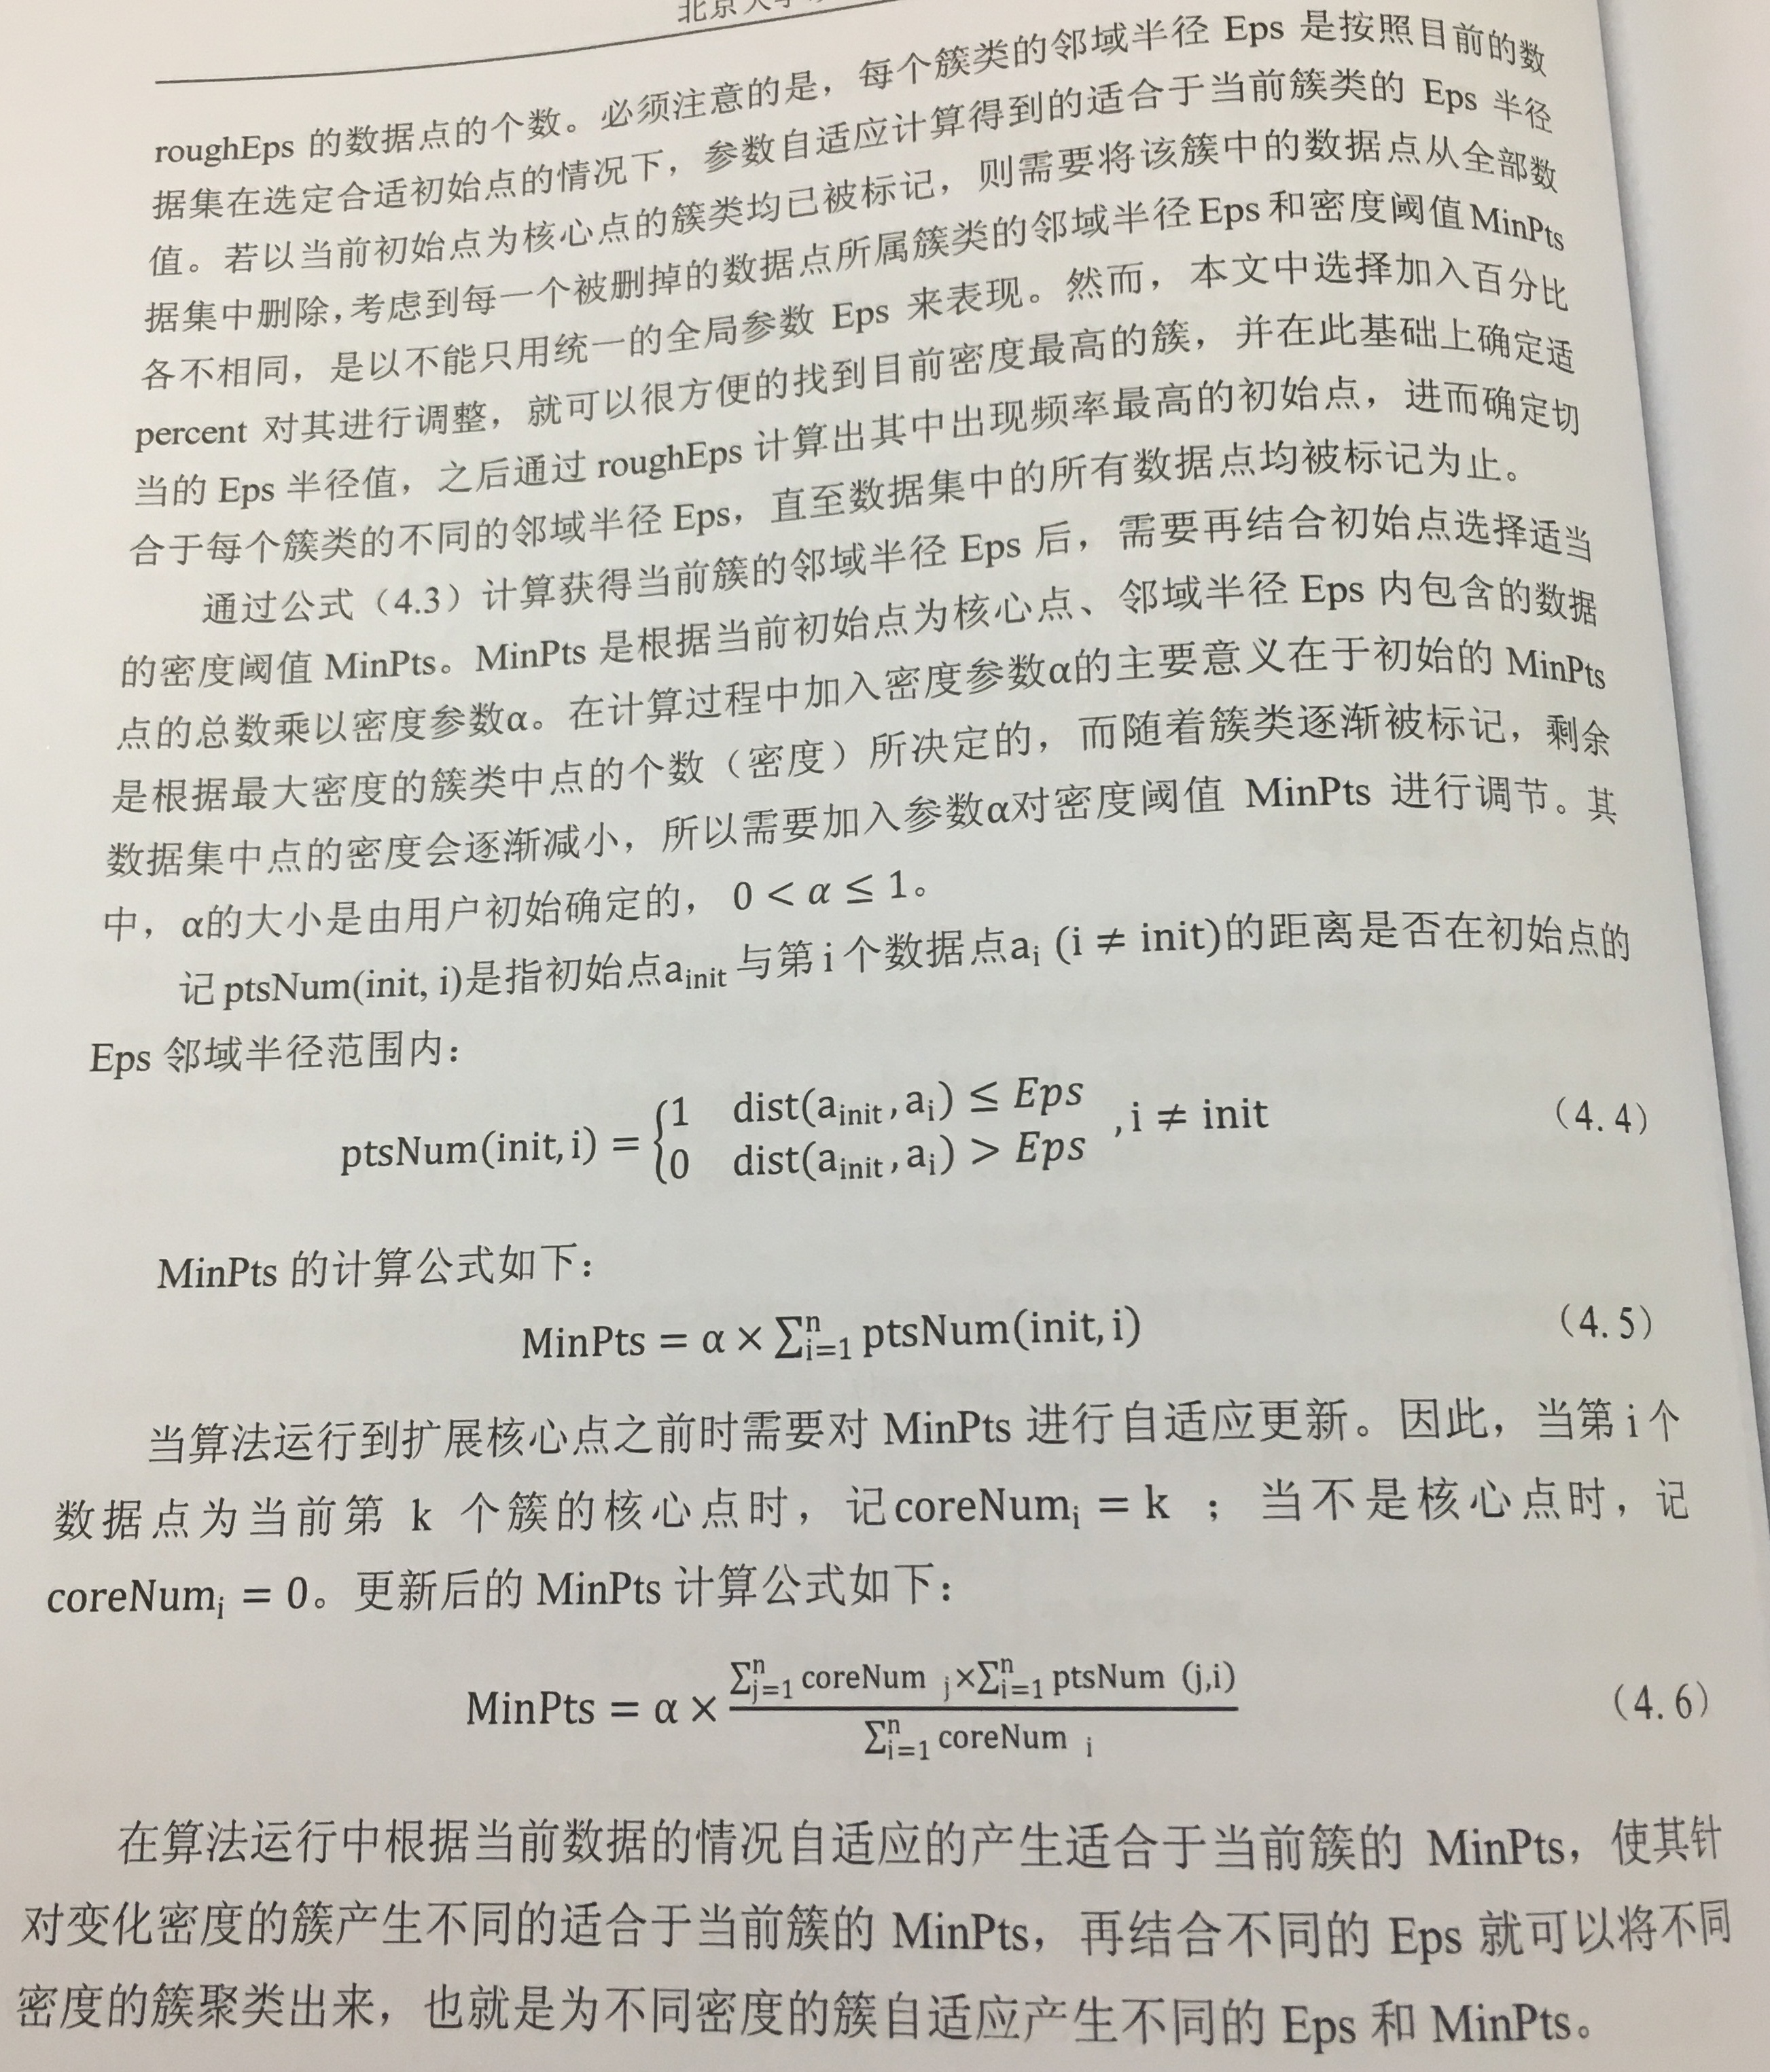 北京大学
roughEps 的数据点的个数。必须注意的是，每个簇类的邻域半径 Eps 是按照目前的数
据集在选定合适初始点的情况下，参数自适应计算得到的适合于当前簇类的 Eps 半径
值。若以当前初始点为核心点的簇类均已被标记，则需要将该簇中的数据点从全部数
据集中删除，考虑到每一个被删掉的数据点所属簇类的邻域半径 Eps 和密度阈值 MinPts
各不相同，是以不能只用统一的全局参数 Eps 来表现。然而，本文中选择加入百分比
percent 对其进行调整，就可以很方便的找到目前密度最高的簇，并在此基础上确定适
当的 Eps 半径值，之后通过 roughEps 计算出其中出现频率最高的初始点，进而确定切
合于每个簇类的不同的邻域半径 Eps，直至数据集中的所有数据点均被标记为止。
通过公式（4.3）计算获得当前簇的邻域半径 Eps 后，需要再结合初始点选择适当
的密度阈值 MinPts。MinPts 是根据当前初始点为核心点、邻域半径 Eps 内包含的数据
点的总数乘以密度参数α。在计算过程中加入密度参数α的主要意义在于初始的 MinPts
是根据最大密度的簇类中点的个数（密度）所决定的，而随着簇类逐渐被标记，剩余
数据集中点的密度会逐渐减小，所以需要加入参数α对密度阈值 MinPts 进行调节。其
中，α的大小是由用户初始确定的， 0 < α ≤ 1。
记 ptsNum(init, i)是指初始点a_init 与第 i 个数据点a_i (i ≠ init)的距离是否在初始点的
Eps 邻域半径范围内：
ptsNum(init, i) = {1 dist(a_init, a_i) ≤ Eps
0 dist(a_init, a_i) > Eps , i ≠ init （4.4）
MinPts 的计算公式如下：
MinPts = α × ∑_{i=1}^{n} ptsNum(init, i) （4.5）
当算法运行到扩展核心点之前时需要对 MinPts 进行自适应更新。因此，当第 i 个
数据点为当前第 k 个簇的核心点时，记coreNum_i = k ；当不是核心点时，记
coreNum_i = 0。更新后的 MinPts 计算公式如下：
MinPts = α × \frac{∑_{j=1}^{n} coreNum_j × ∑_{i=1}^{n} ptsNum (j,i)}{∑_{i=1}^{n} coreNum_i} （4.6）
在算法运行中根据当前数据的情况自适应的产生适合于当前簇的 MinPts，使其针
对变化密度的簇产生不同的适合于当前簇的 MinPts，再结合不同的 Eps 就可以将不同
密度的簇聚类出来，也就是为不同密度的簇自适应产生不同的 Eps 和 MinPts。